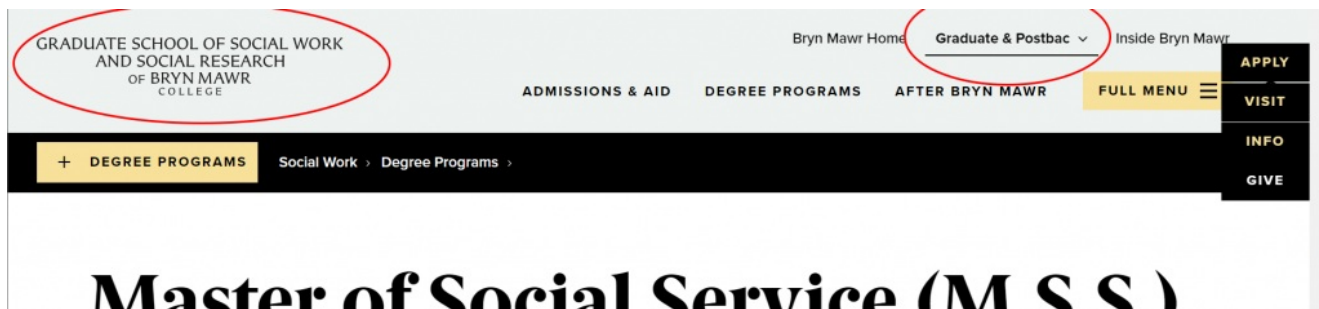 GRADUATE SCHOOL OF SOCIAL WORK
AND SOCIAL RESEARCH
OF BRYN MAWR
COLLEGE
Bryn Mawr Home Graduate & Postbac Inside Bryn Mawr
ADMISSIONS & AID DEGREE PROGRAMS AFTER BRYN MAWR FULL MENU
APPLY
VISIT
INFO
GIVE
+ DEGREE PROGRAMS Social Work › Degree Programs ›
Master of Social Service (M.S.S.)